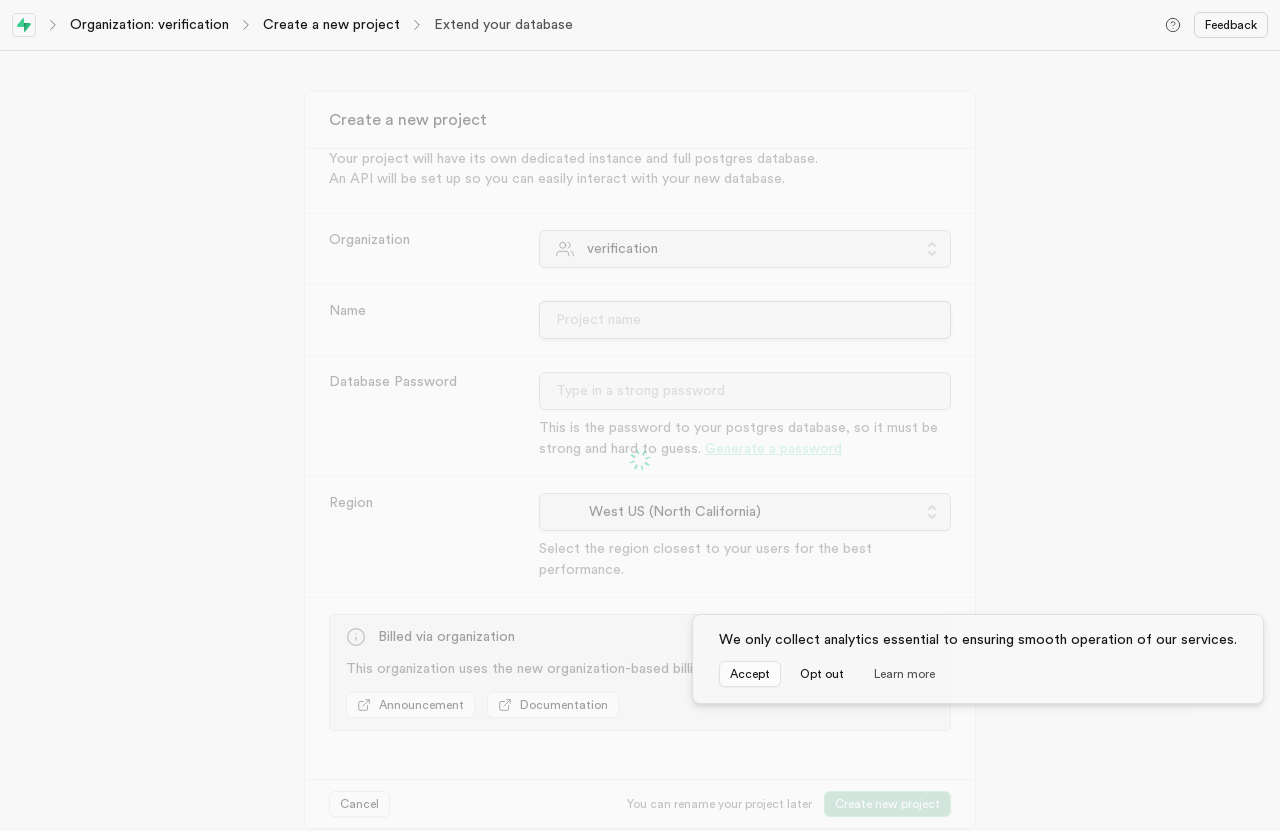 Organization: verification
Create a new project
Extend your database
Feedback
Create a new project
Your project will have its own dedicated instance and full postgres database.
An API will be set up so you can easily interact with your new database.
Organization
verification
Name
Project name
Database Password
Type in a strong password
This is the password to your postgres database, so it must be
strong and hard to guess. Generate a password
Region
West US (North California)
Select the region closest to your users for the best
performance.
Billed via organization
This organization uses the new organization-based
Announcement
Documentation
We only collect analytics essential to ensuring smooth operation of our services.
Accept
Opt out
Learn more
Cancel
You can rename your project later
Create new project